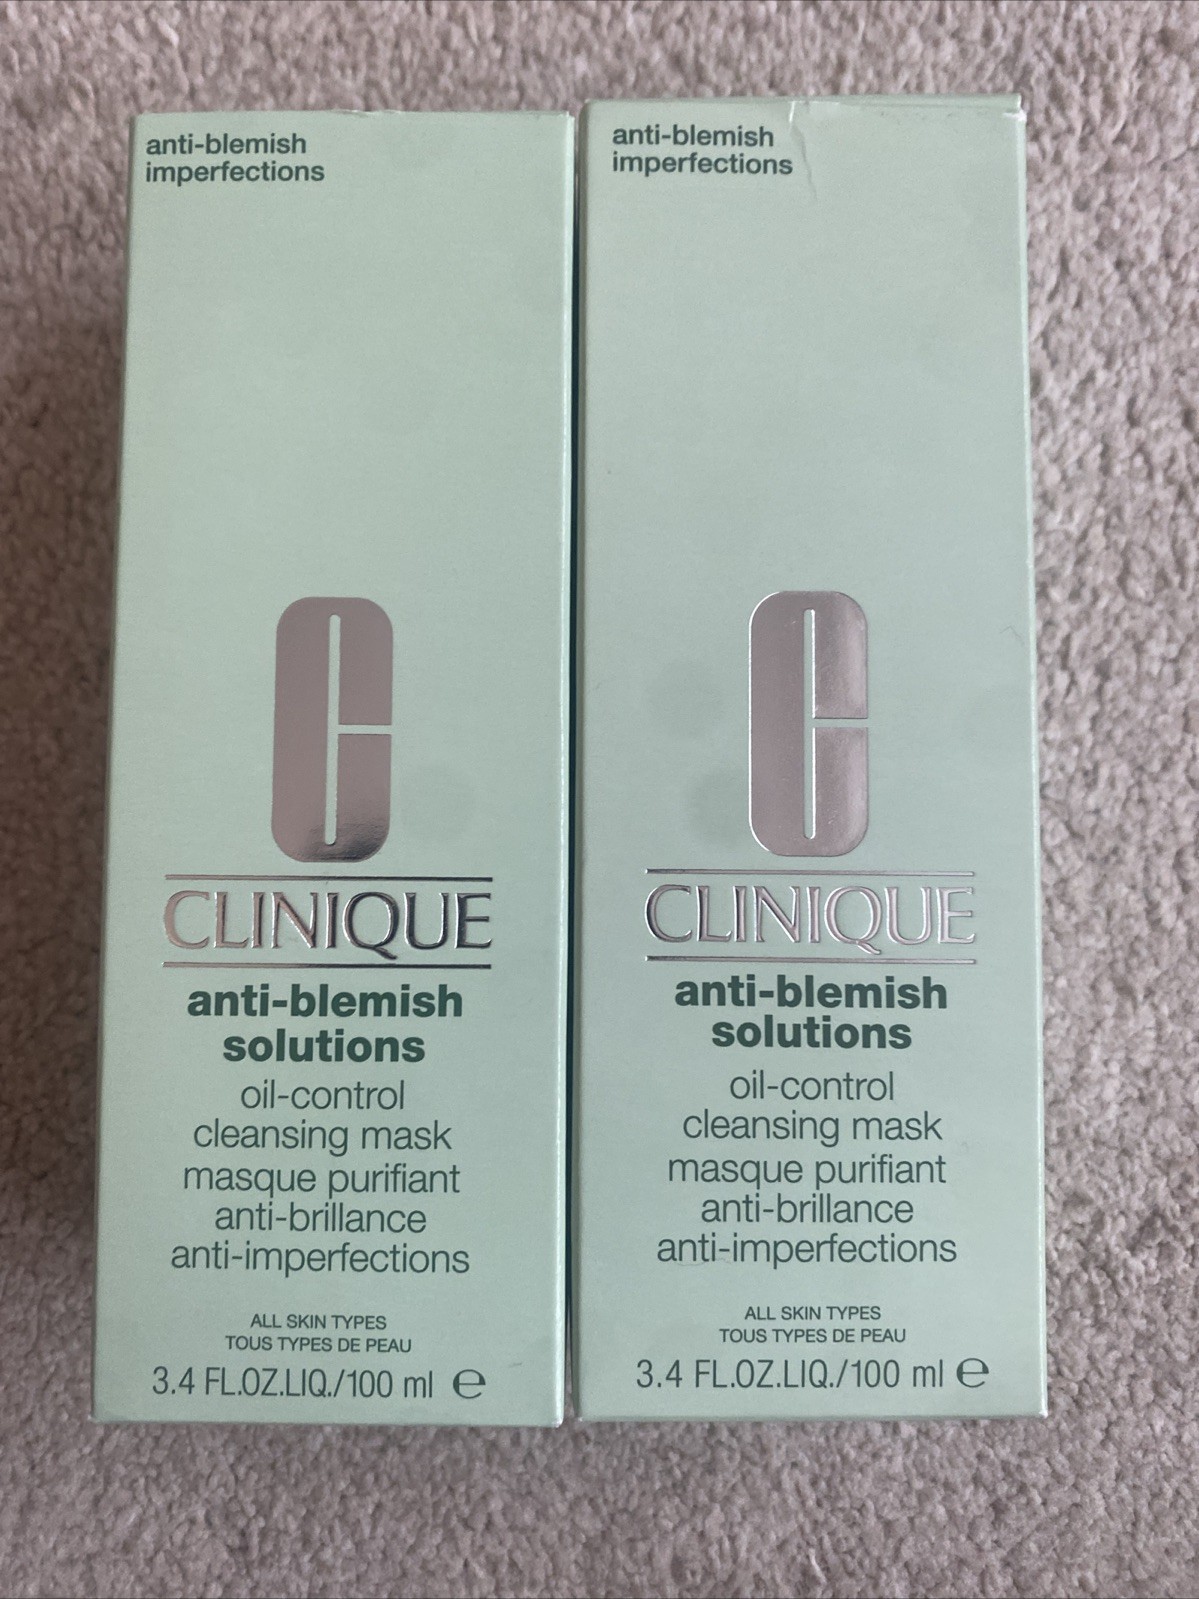 anti-blemish
imperfections
CLINIQUE
anti-blemish
solutions
oil-control
cleansing mask
masque purifiant
anti-brillance
anti-imperfections
ALL SKIN TYPES
TOUS TYPES DE PEAU
3.4 FL.OZ.LIQ./100 ml ℮
anti-blemish
imperfections
CLINIQUE
anti-blemish
solutions
oil-control
cleansing mask
masque purifiant
anti-brillance
anti-imperfections
ALL SKIN TYPES
TOUS TYPES DE PEAU
3.4 FL.OZ.LIQ./100 ml ℮